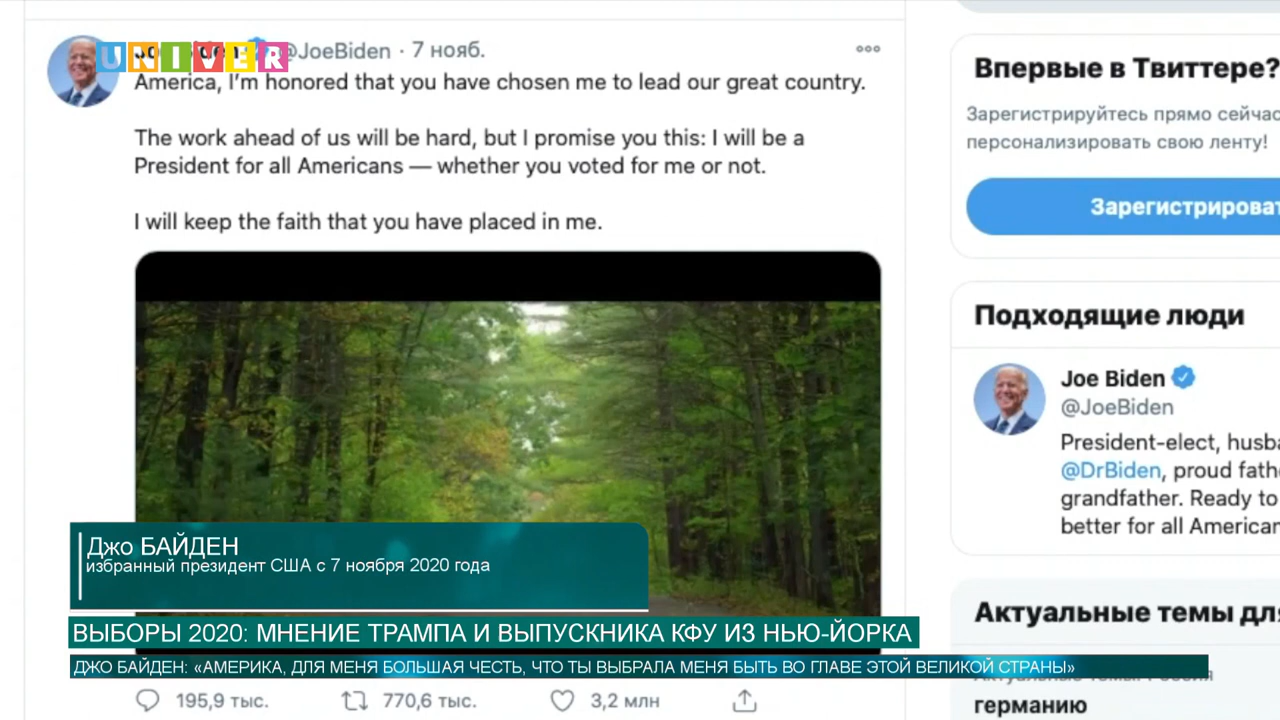 UNIVER
@JoeBiden · 7 нояб.
America, I'm honored that you have chosen me to lead our great country.
The work ahead of us will be hard, but I promise you this: I will be a
President for all Americans — whether you voted for me or not.
I will keep the faith that you have placed in me.
Джо БАЙДЕН
избранный президент США с 7 ноября 2020 года
ВЫБОРЫ 2020: МНЕНИЕ ТРАМПА И ВЫПУСКНИКА КФУ ИЗ НЬЮ-ЙОРКА
ДЖО БАЙДЕН: «АМЕРИКА, ДЛЯ МЕНЯ БОЛЬШАЯ ЧЕСТЬ, ЧТО ТЫ ВЫБРАЛА МЕНЯ БЫТЬ ВО ГЛАВЕ ЭТОЙ ВЕЛИКОЙ СТРАНЫ»
195,9 тыс. 770,6 тыс. 3,2 млн
Впервые в Твиттере?
Зарегистрируйтесь прямо сейчас
персонализировать свою ленту!
Зарегистрироват
Подходящие люди
Joe Biden
@JoeBiden
President-elect, husba
@DrBiden, proud fathe
grandfather. Ready to
better for all American
Актуальные темы для
германию